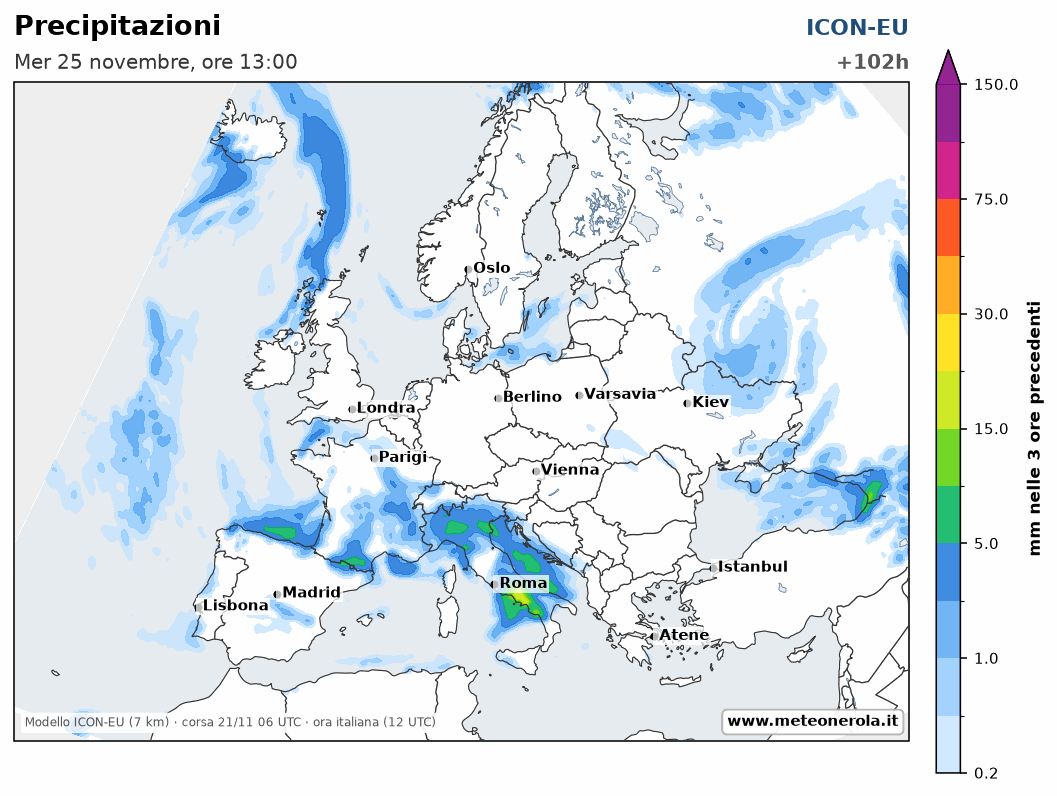 Precipitazioni
ICON-EU
Mer 25 novembre, ore 13:00
+102h
150.0
75.0
30.0
15.0
5.0
1.0
0.2
mm nelle 3 ore precedenti
Oslo
Londra
Berlino
Varsavia
Kiev
Parigi
Vienna
Istanbul
Roma
Madrid
Lisbona
Atene
Modello ICON-EU (7 km) · corsa 21/11 06 UTC · ora italiana (12 UTC)
www.meteonerola.it